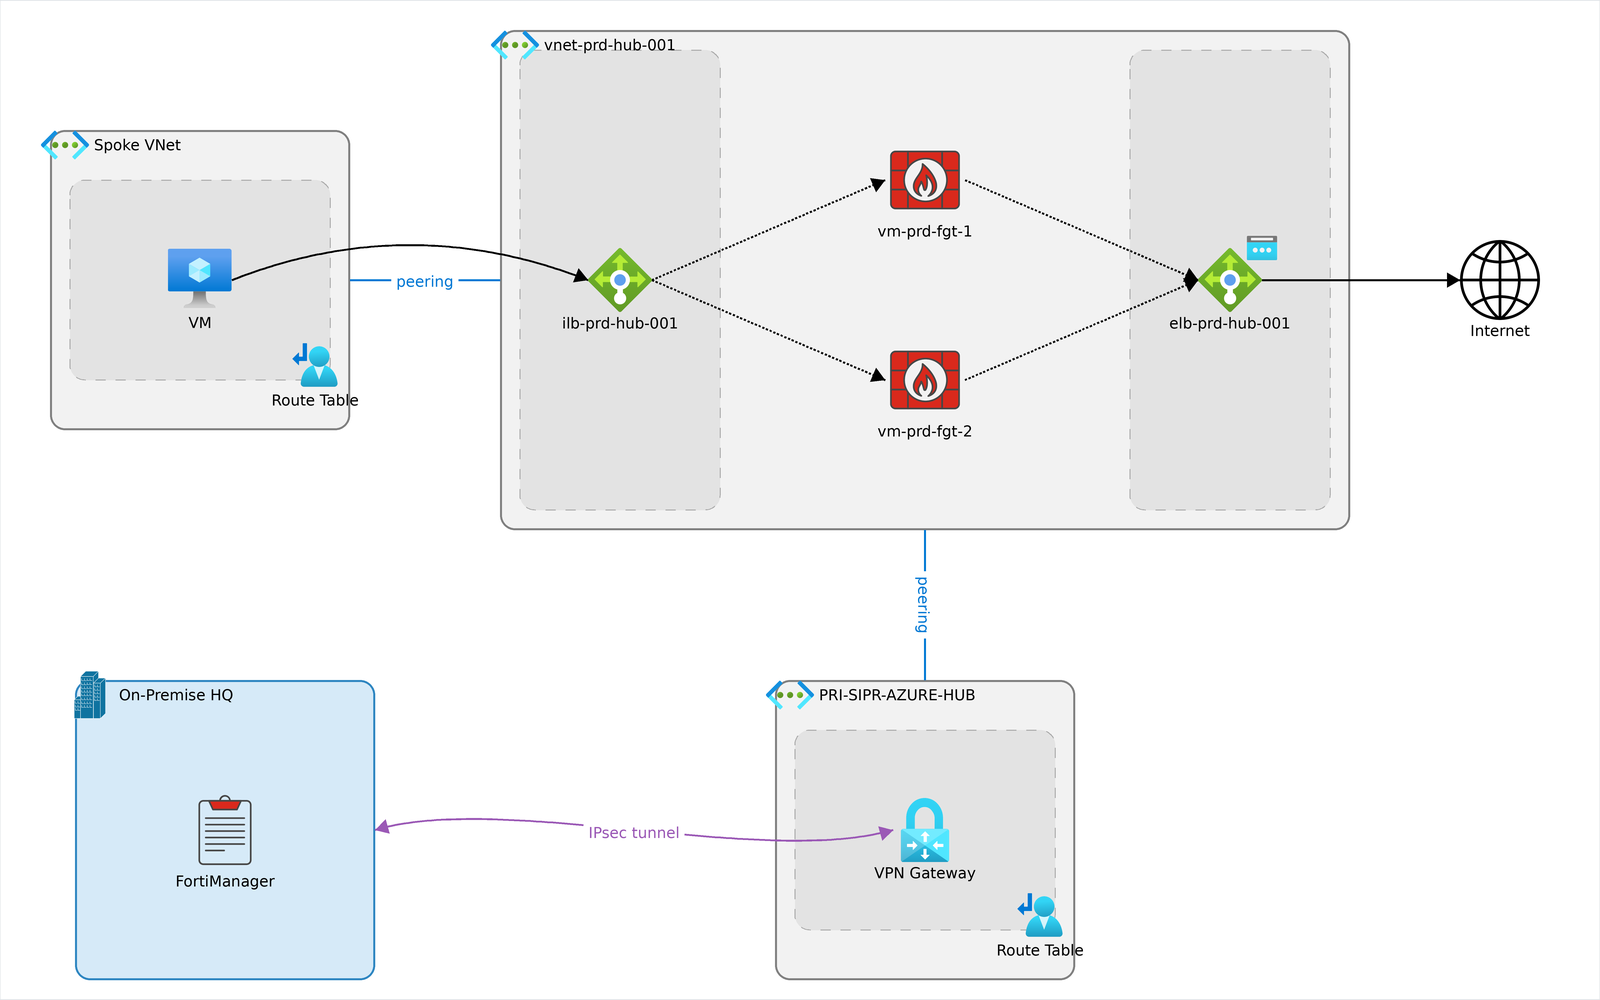 vnet-prd-hub-001
Spoke VNet
vm-prd-fgt-1
peering
VM
ilb-prd-hub-001
elb-prd-hub-001
Internet
Route Table
vm-prd-fgt-2
peering
On-Premise HQ
PRI-SIPR-AZURE-HUB
IPsec tunnel
FortiManager
VPN Gateway
Route Table